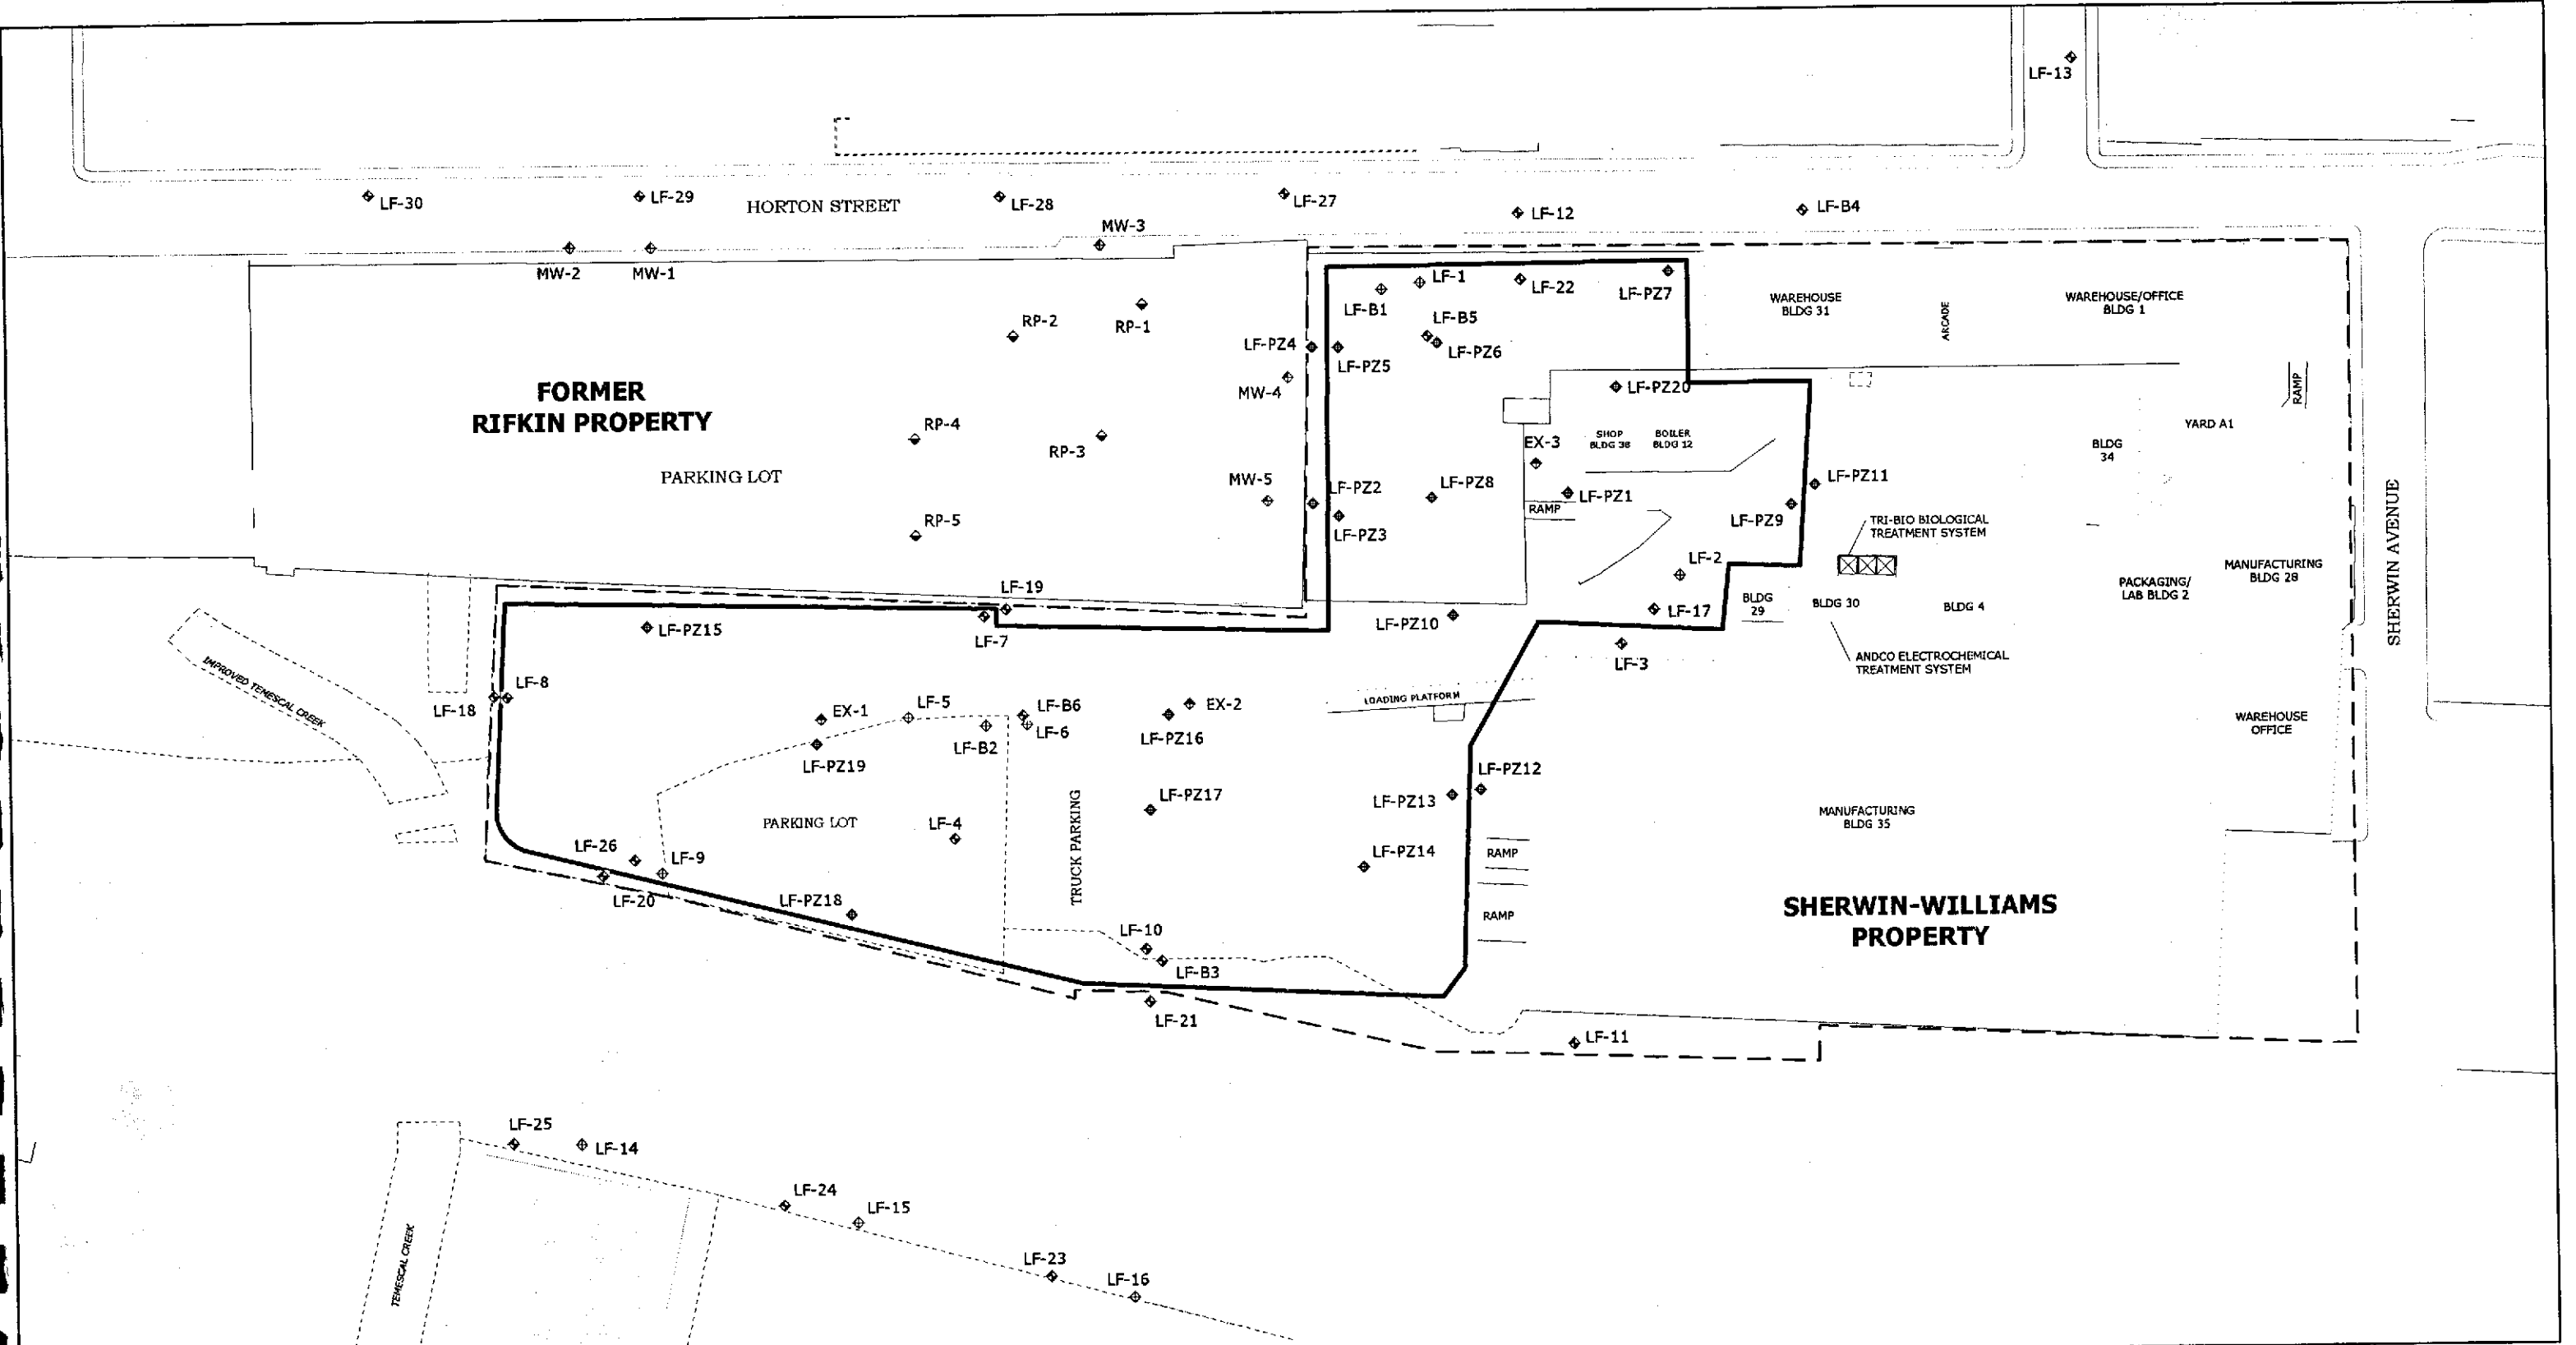 LF-13
LF-30
LF-29
HORTON STREET
LF-28
LF-27
LF-12
LF-B4
MW-3
MW-2
MW-1
LF-1
LF-22
LF-PZ7
LF-B1
WAREHOUSE
BLDG 31
ARCADE
WAREHOUSE/OFFICE
BLDG 1
RP-2
RP-1
LF-B5
LF-PZ4
LF-PZ5
LF-PZ6
MW-4
LF-PZ20
RAMP
FORMER
RIFKIN PROPERTY
RP-4
RP-3
EX-3
SHOP
BLDG 38
BOILER
BLDG 12
BLDG
34
YARD A1
PARKING LOT
MW-5
LF-PZ2
LF-PZ8
LF-PZ1
RAMP
LF-PZ11
LF-PZ9
LF-PZ3
RP-5
TRI-BIO BIOLOGICAL
TREATMENT SYSTEM
SHERWIN AVENUE
LF-2
MANUFACTURING
BLDG 28
PACKAGING/
LAB BLDG 2
LF-19
LF-PZ15
LF-7
LF-PZ10
LF-17
BLDG
29
BLDG 30
BLDG 4
LF-3
ANDCO ELECTROCHEMICAL
TREATMENT SYSTEM
IMPROVED TEMESCAL CREEK
LF-8
LF-18
EX-1
LF-5
LF-B6
LF-6
LF-B2
EX-2
LF-PZ16
LOADING PLATFORM
WAREHOUSE
OFFICE
LF-PZ19
LF-PZ12
LF-PZ13
LF-PZ17
TRUCK PARKING
PARKING LOT
LF-4
MANUFACTURING
BLDG 35
LF-26
LF-9
LF-PZ14
RAMP
LF-20
LF-PZ18
RAMP
SHERWIN-WILLIAMS
PROPERTY
LF-10
LF-B3
LF-21
LF-11
LF-25
LF-14
LF-24
LF-15
TEMESCAL CREEK
LF-23
LF-16